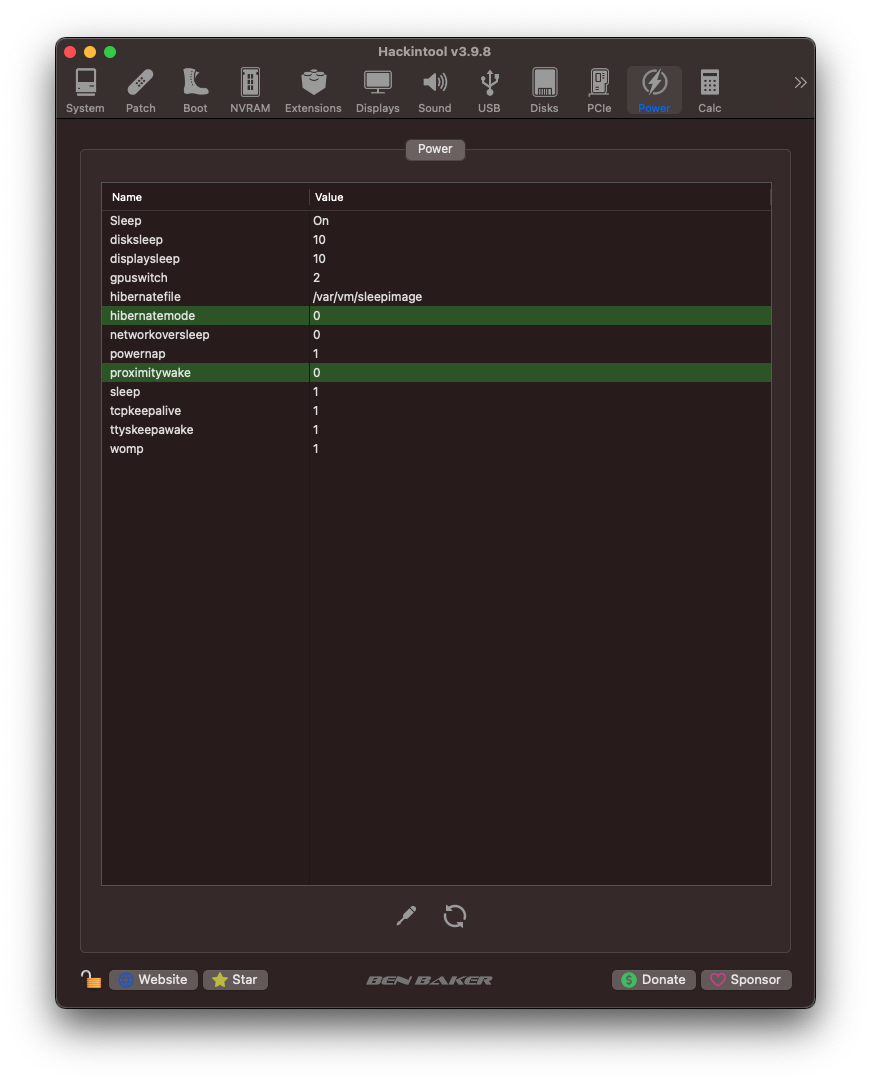 Hackintool v3.9.8
System Patch Boot NVRAM Extensions Displays Sound USB Disks PCIe Power Calc
Power
Name Value
Sleep On
disksleep 10
displaysleep 10
gpuswitch 2
hibernatefile /var/vm/sleepimage
hibernatemode 0
networkoversleep 0
powernap 1
proximitywake 0
sleep 1
tcpkeepalive 1
ttyskeepawake 1
womp 1
Website Star BEN BAKER $ Donate Sponsor